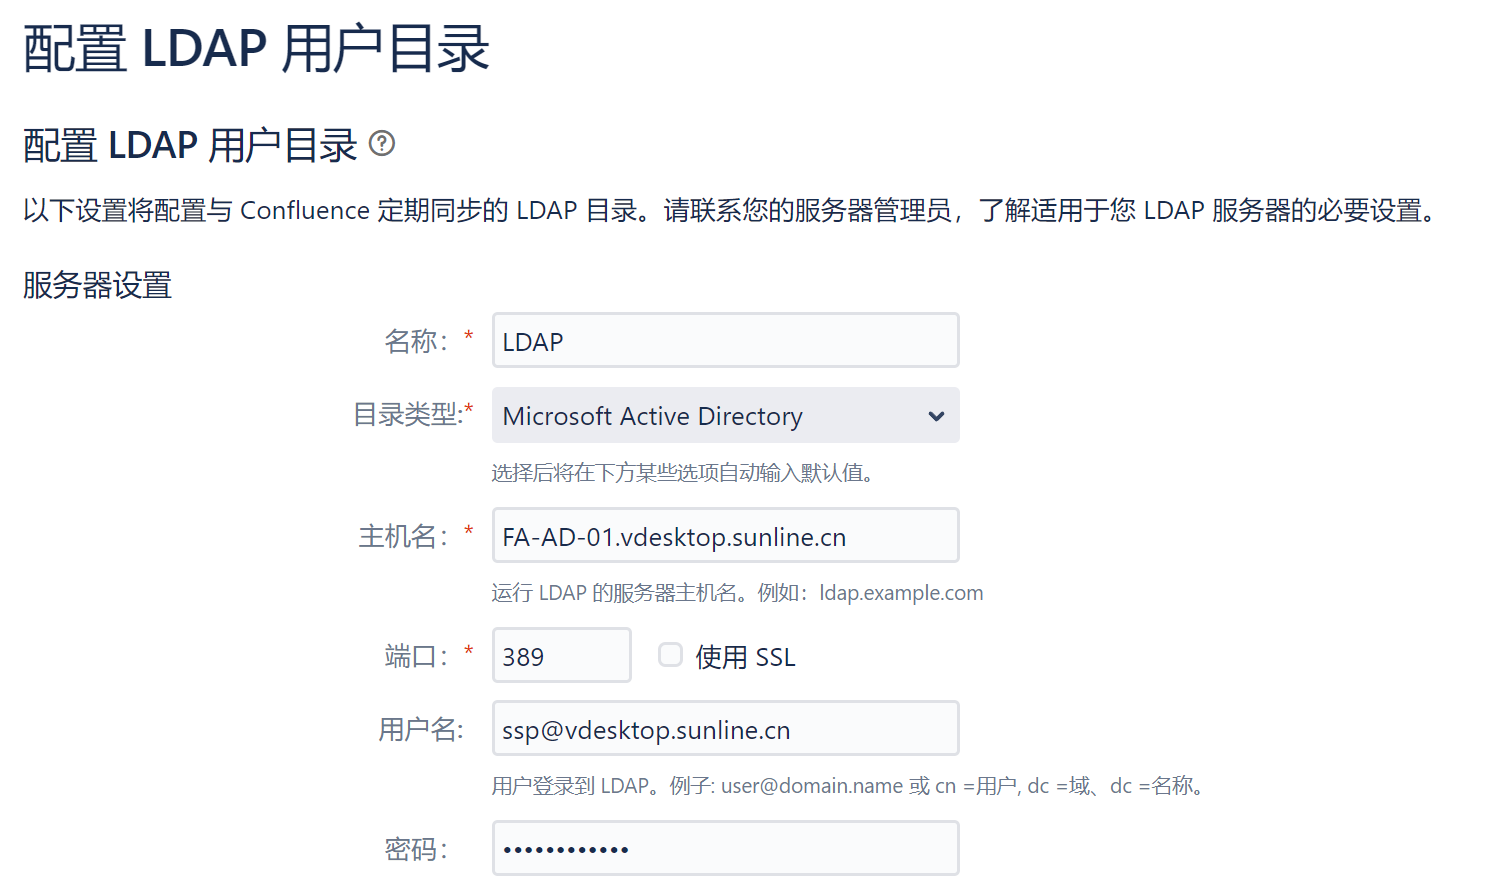 配置 LDAP 用户目录
配置 LDAP 用户目录
以下设置将配置与 Confluence 定期同步的 LDAP 目录。请联系您的服务器管理员，了解适用于您 LDAP 服务器的必要设置。
服务器设置
名称：* LDAP
目录类型:* Microsoft Active Directory
选择后将在下方某些选项自动输入默认值。
主机名：* FA-AD-01.vdesktop.sunline.cn
运行 LDAP 的服务器主机名。例如：ldap.example.com
端口：* 389 使用 SSL
用户名: ssp@vdesktop.sunline.cn
用户登录到 LDAP。例子: user@domain.name 或 cn =用户, dc =域、dc =名称。
密码： ••••••••••••